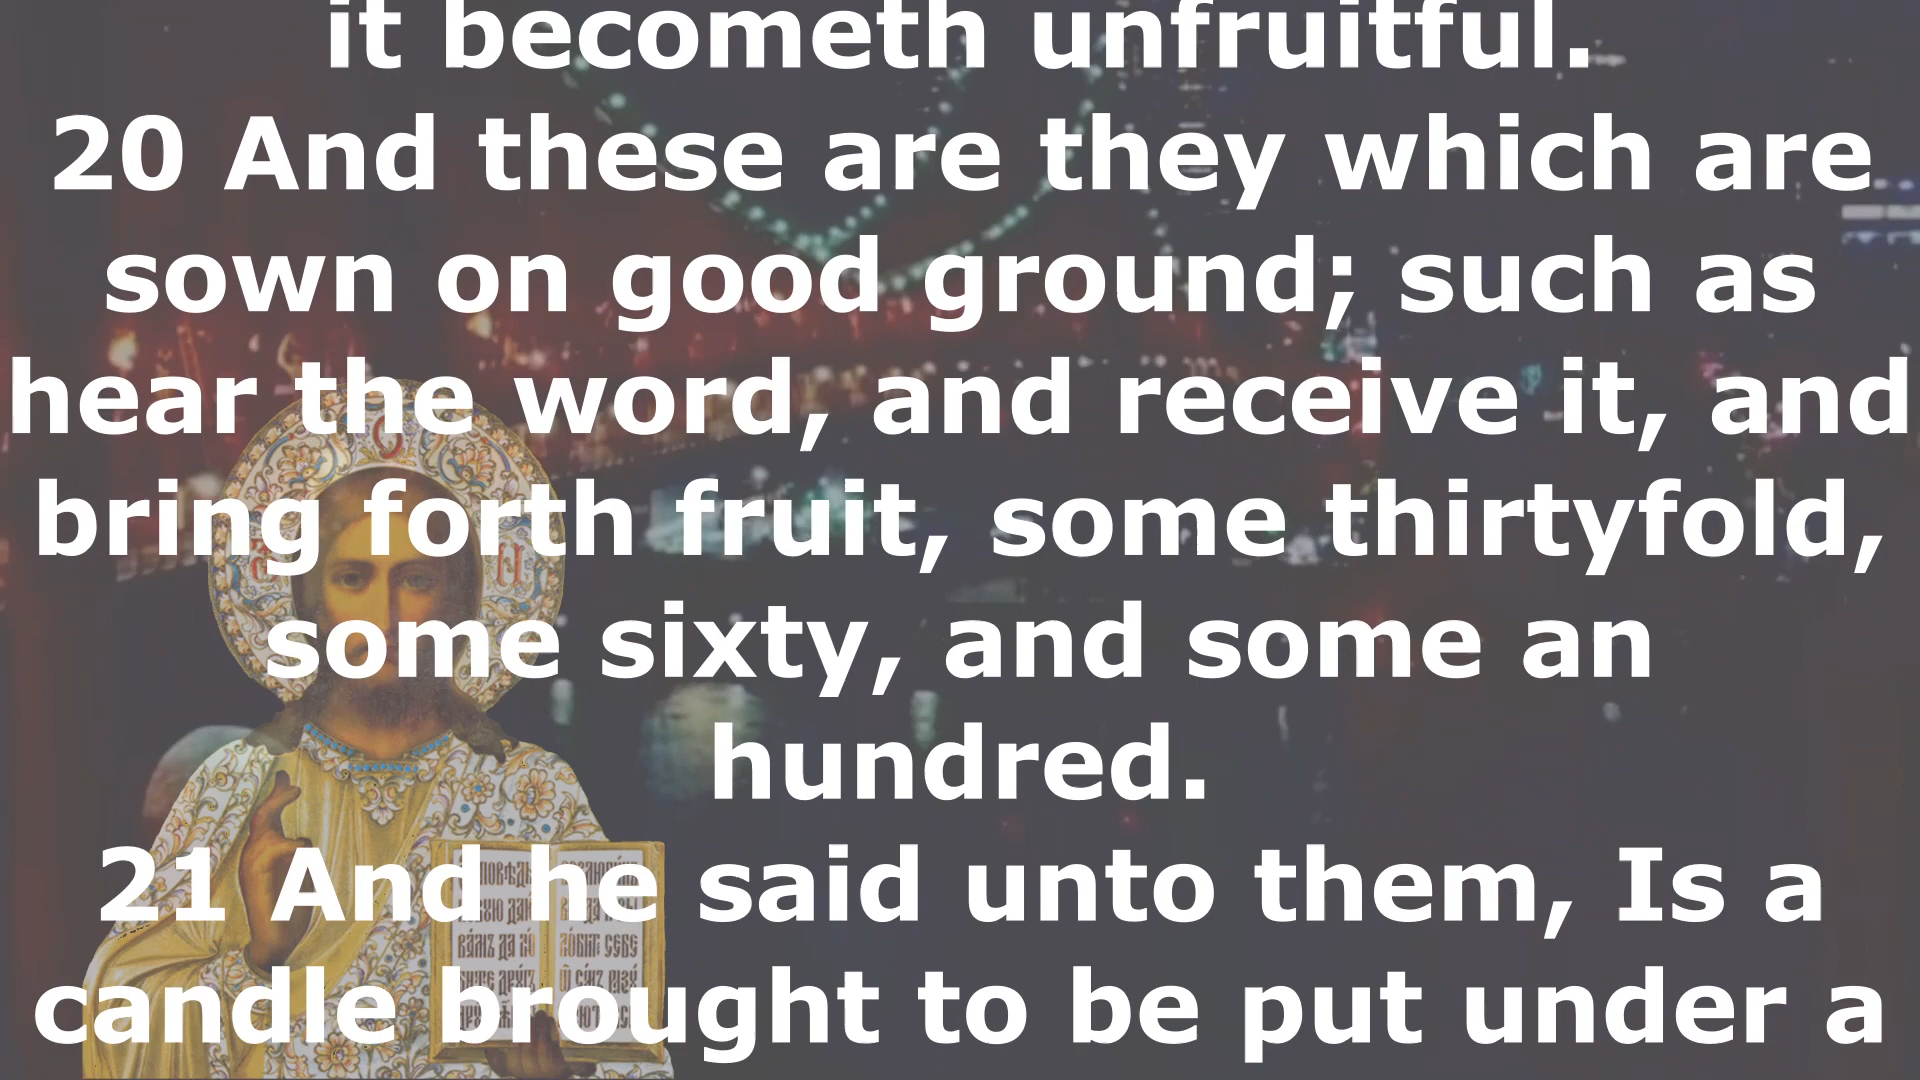 it becometh unfruitful.
20 And these are they which are
sown on good ground; such as
hear the word, and receive it, and
bring forth fruit, some thirtyfold,
some sixty, and some an
hundred.
21 And he said unto them, Is a
candle brought to be put under a